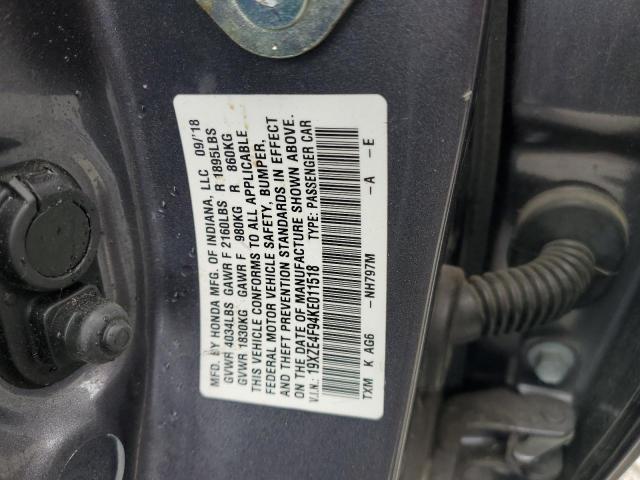 MFD. BY HONDA MFG. OF INDIANA, LLC 09/'18
GVWR 4034LBS GAWR F 2160LBS R 1895LBS
GVWR 1830KG GAWR F 980KG R 860KG
THIS VEHICLE CONFORMS TO ALL APPLICABLE
FEDERAL MOTOR VEHICLE SAFETY, BUMPER,
AND THEFT PREVENTION STANDARDS IN EFFECT
ON THE DATE OF MANUFACTURE SHOWN ABOVE.
V.I.N.: 19XZE4F94KE011518 TYPE: PASSENGER CAR
TXM K AG6 -NH797M -A -E